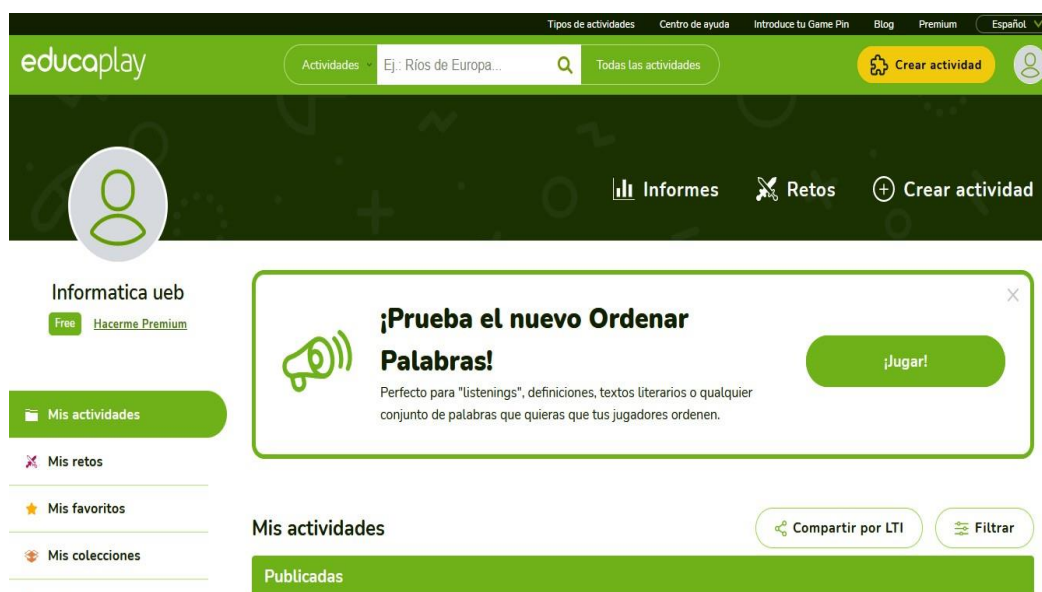 Tipos de actividades Centro de ayuda Introduce tu Game Pin Blog Premium Español
educaplay Actividades Ej.: Ríos de Europa... Todas las actividades Crear actividad
Informes Retos Crear actividad
Informatica ueb
Free Hacerme Premium
¡Prueba el nuevo Ordenar
Palabras!
Perfecto para "listenings", definiciones, textos literarios o qualquier
conjunto de palabras que quieras que tus jugadores ordenen.
¡Jugar!
Mis actividades
Mis retos
Mis favoritos
Mis colecciones
Mis actividades Compartir por LTI Filtrar
Publicadas